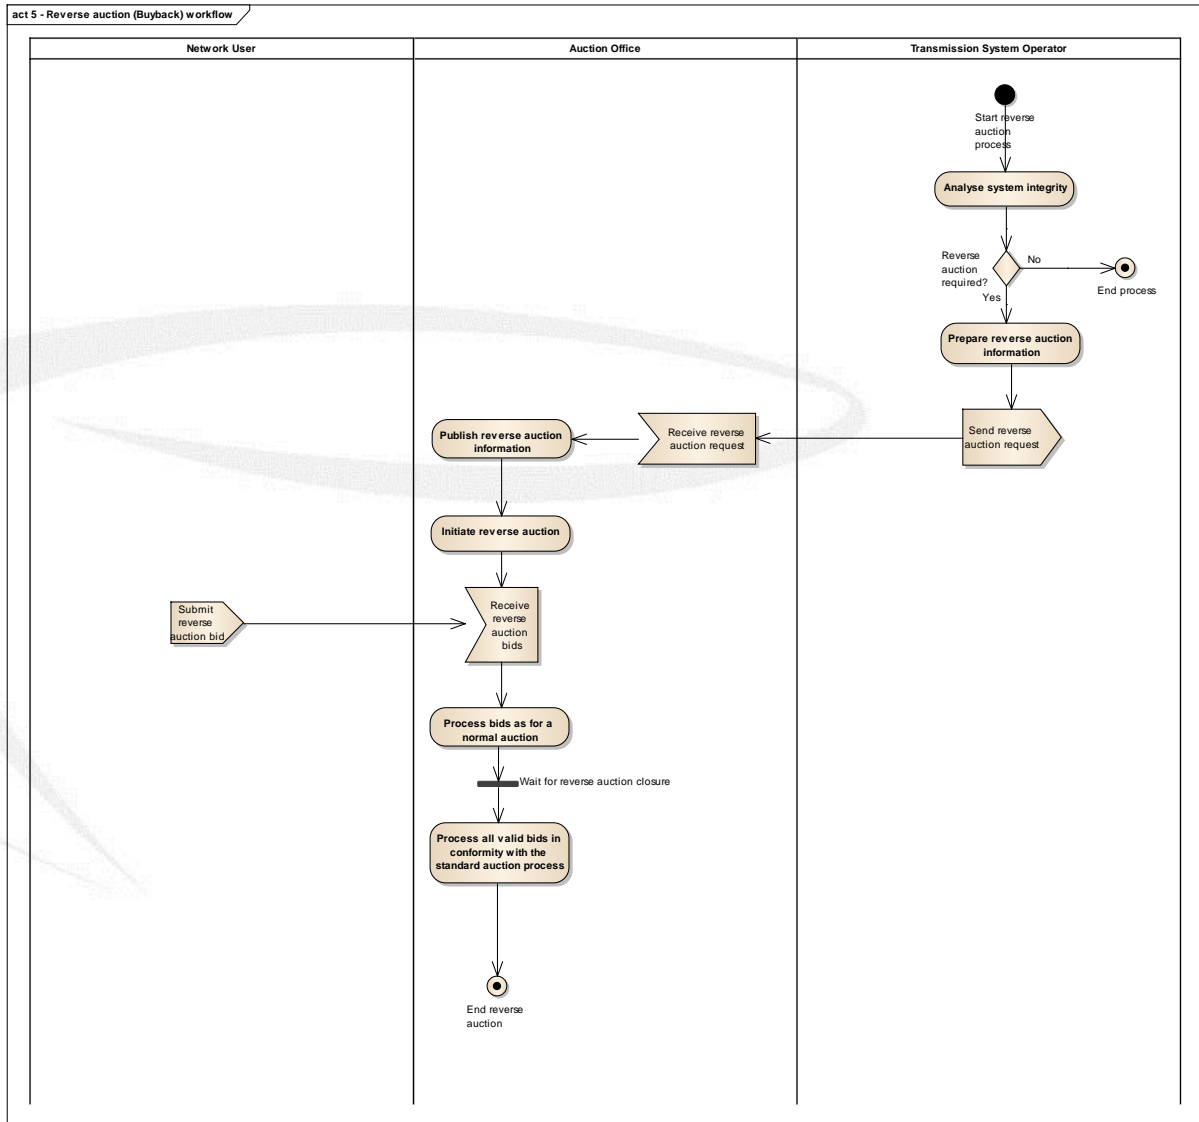 act 5 - Reverse auction (Buyback) workflow
Network User
Auction Office
Transmission System Operator
Start reverse
auction
process
Analyse system integrity
Reverse
auction
required?
No
End process
Yes
Prepare reverse auction
information
Send reverse
auction request
Receive reverse
auction request
Publish reverse auction
information
Initiate reverse auction
Submit
reverse
auction bid
Receive
reverse
auction
bids
Process bids as for a
normal auction
Wait for reverse auction closure
Process all valid bids in
conformity with the
standard auction process
End reverse
auction